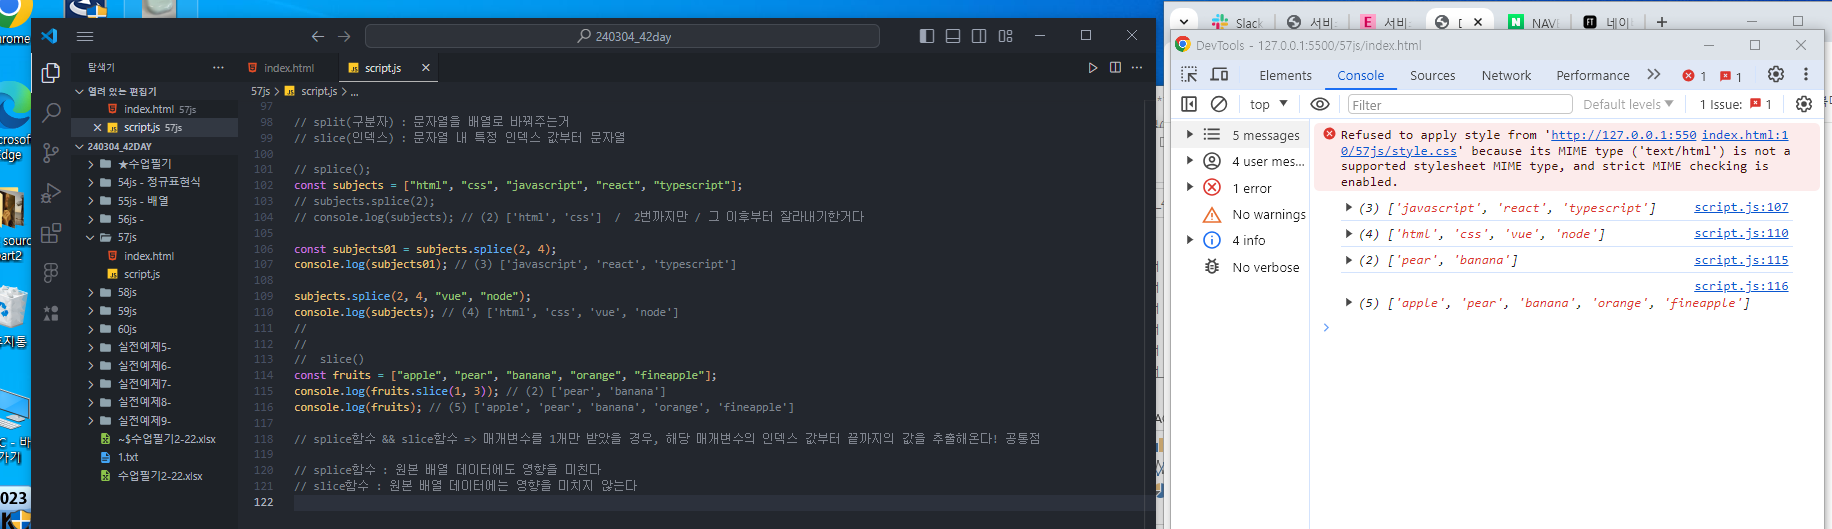 240304_42day
탐색기
index.html
script.js
열려 있는 편집기
index.html 57js
script.js 57js
240304_42DAY
★수업필기
54js - 정규표현식
55js - 배열
56js -
57js
index.html
script.js
58js
59js
60js
실전예제5-
실전예제6-
실전예제7-
실전예제8-
실전예제9-
~$수업필기2-22.xlsx
1.txt
수업필기2-22.xlsx
57js > script.js > ...
97
98 // split(구분자) : 문자열을 배열로 바꿔주는거
99 // slice(인덱스) : 문자열 내 특정 인덱스 값부터 문자열
100
101 // splice();
102 const subjects = ["html", "css", "javascript", "react", "typescript"];
103 // subjects.splice(2);
104 // console.log(subjects); // (2) ['html', 'css'] / 2번까지만 / 그 이후부터 잘라내기한거다
105
106 const subjects01 = subjects.splice(2, 4);
107 console.log(subjects01); // (3) ['javascript', 'react', 'typescript']
108
109 subjects.splice(2, 4, "vue", "node");
110 console.log(subjects); // (4) ['html', 'css', 'vue', 'node']
111 //
112 //
113 // slice()
114 const fruits = ["apple", "pear", "banana", "orange", "fineapple"];
115 console.log(fruits.slice(1, 3)); // (2) ['pear', 'banana']
116 console.log(fruits); // (5) ['apple', 'pear', 'banana', 'orange', 'fineapple']
117
118 // splice함수 && slice함수 => 매개변수를 1개만 받았을 경우, 해당 매개변수의 인덱스 값부터 끝까지의 값을 추출해온다! 공통점
119
120 // splice함수 : 원본 배열 데이터에도 영향을 미친다
121 // slice함수 : 원본 배열 데이터에는 영향을 미치지 않는다
122
Slack
서비
서비
NAVE
네이
DevTools - 127.0.0.1:5500/57js/index.html
Elements Console Sources Network Performance 1 1
top Filter Default levels 1 Issue: 1
5 messages
4 user mes...
1 error
No warnings
4 info
No verbose
Refused to apply style from 'http://127.0.0.1:550 index.html:1
0/57js/style.css' because its MIME type ('text/html') is not a
supported stylesheet MIME type, and strict MIME checking is
enabled.
(3) ['javascript', 'react', 'typescript'] script.js:107
(4) ['html', 'css', 'vue', 'node'] script.js:110
(2) ['pear', 'banana'] script.js:115
script.js:116
(5) ['apple', 'pear', 'banana', 'orange', 'fineapple']